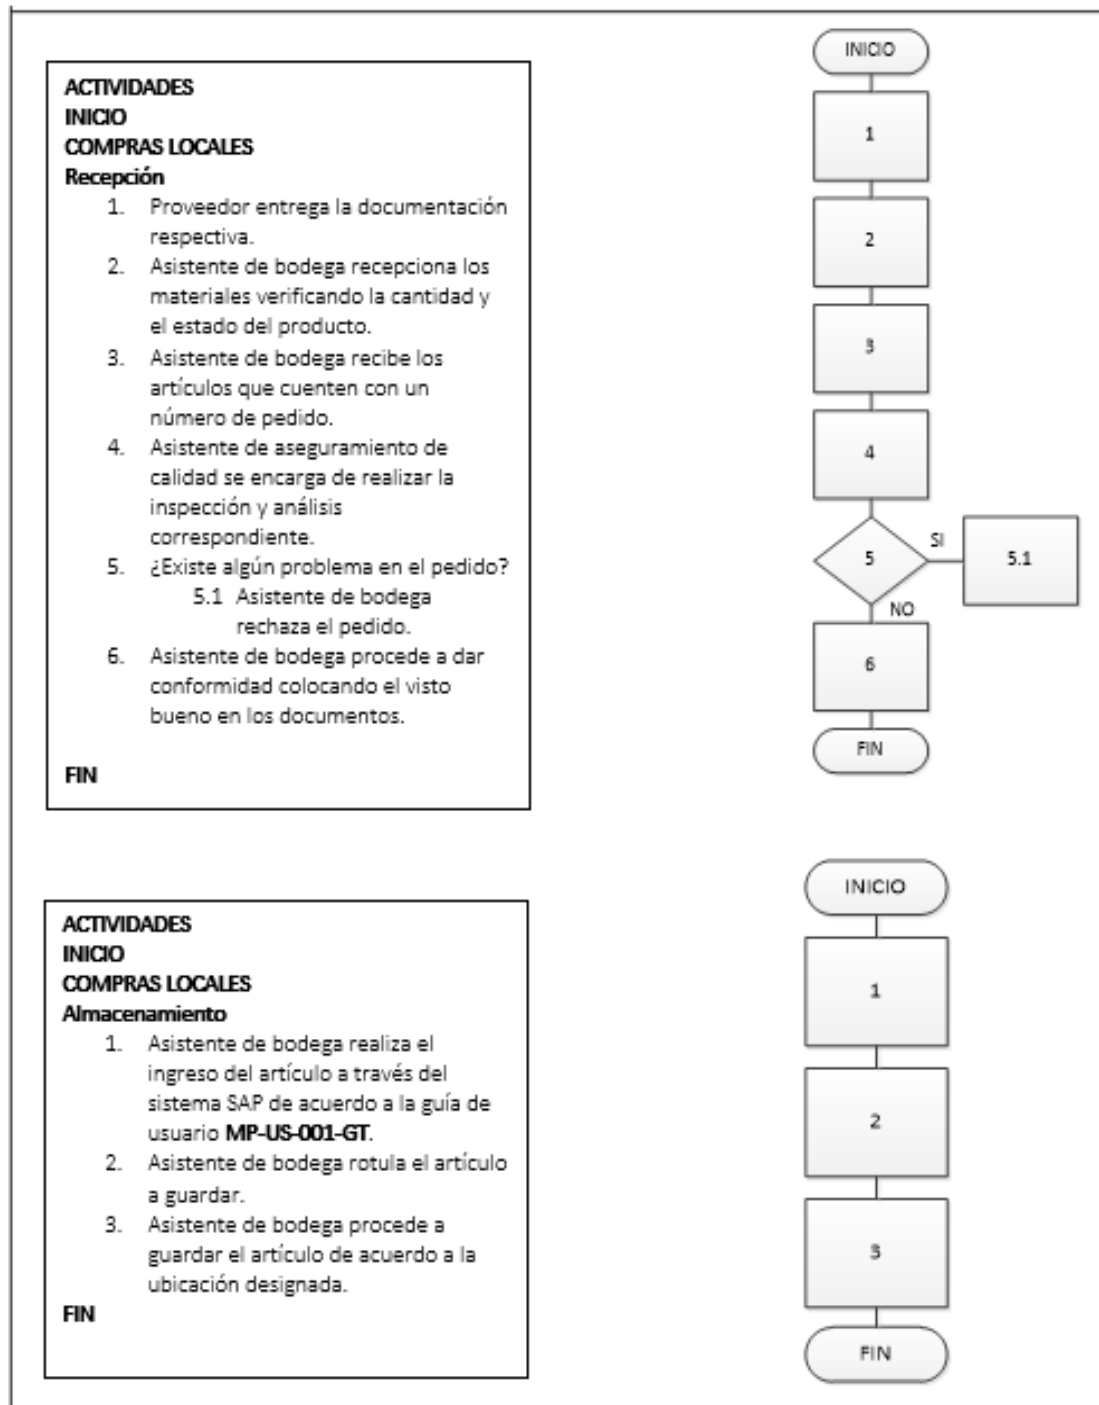 ACTIVIDADES
INICIO
COMPRAS LOCALES
Recepción
1. Proveedor entrega la documentación
respectiva.
2. Asistente de bodega recepciona los
materiales verificando la cantidad y
el estado del producto.
3. Asistente de bodega recibe los
artículos que cuenten con un
número de pedido.
4. Asistente de aseguramiento de
calidad se encarga de realizar la
inspección y análisis
correspondiente.
5. ¿Existe algún problema en el pedido?
5.1 Asistente de bodega
rechaza el pedido.
6. Asistente de bodega procede a dar
conformidad colocando el visto
bueno en los documentos.
FIN
INICIO
1
2
3
4
5
SI
5.1
NO
6
FIN
ACTIVIDADES
INICIO
COMPRAS LOCALES
Almacenamiento
1. Asistente de bodega realiza el
ingreso del artículo a través del
sistema SAP de acuerdo a la guía de
usuario MP-US-001-GT.
2. Asistente de bodega rotula el artículo
a guardar.
3. Asistente de bodega procede a
guardar el artículo de acuerdo a la
ubicación designada.
FIN
INICIO
1
2
3
FIN